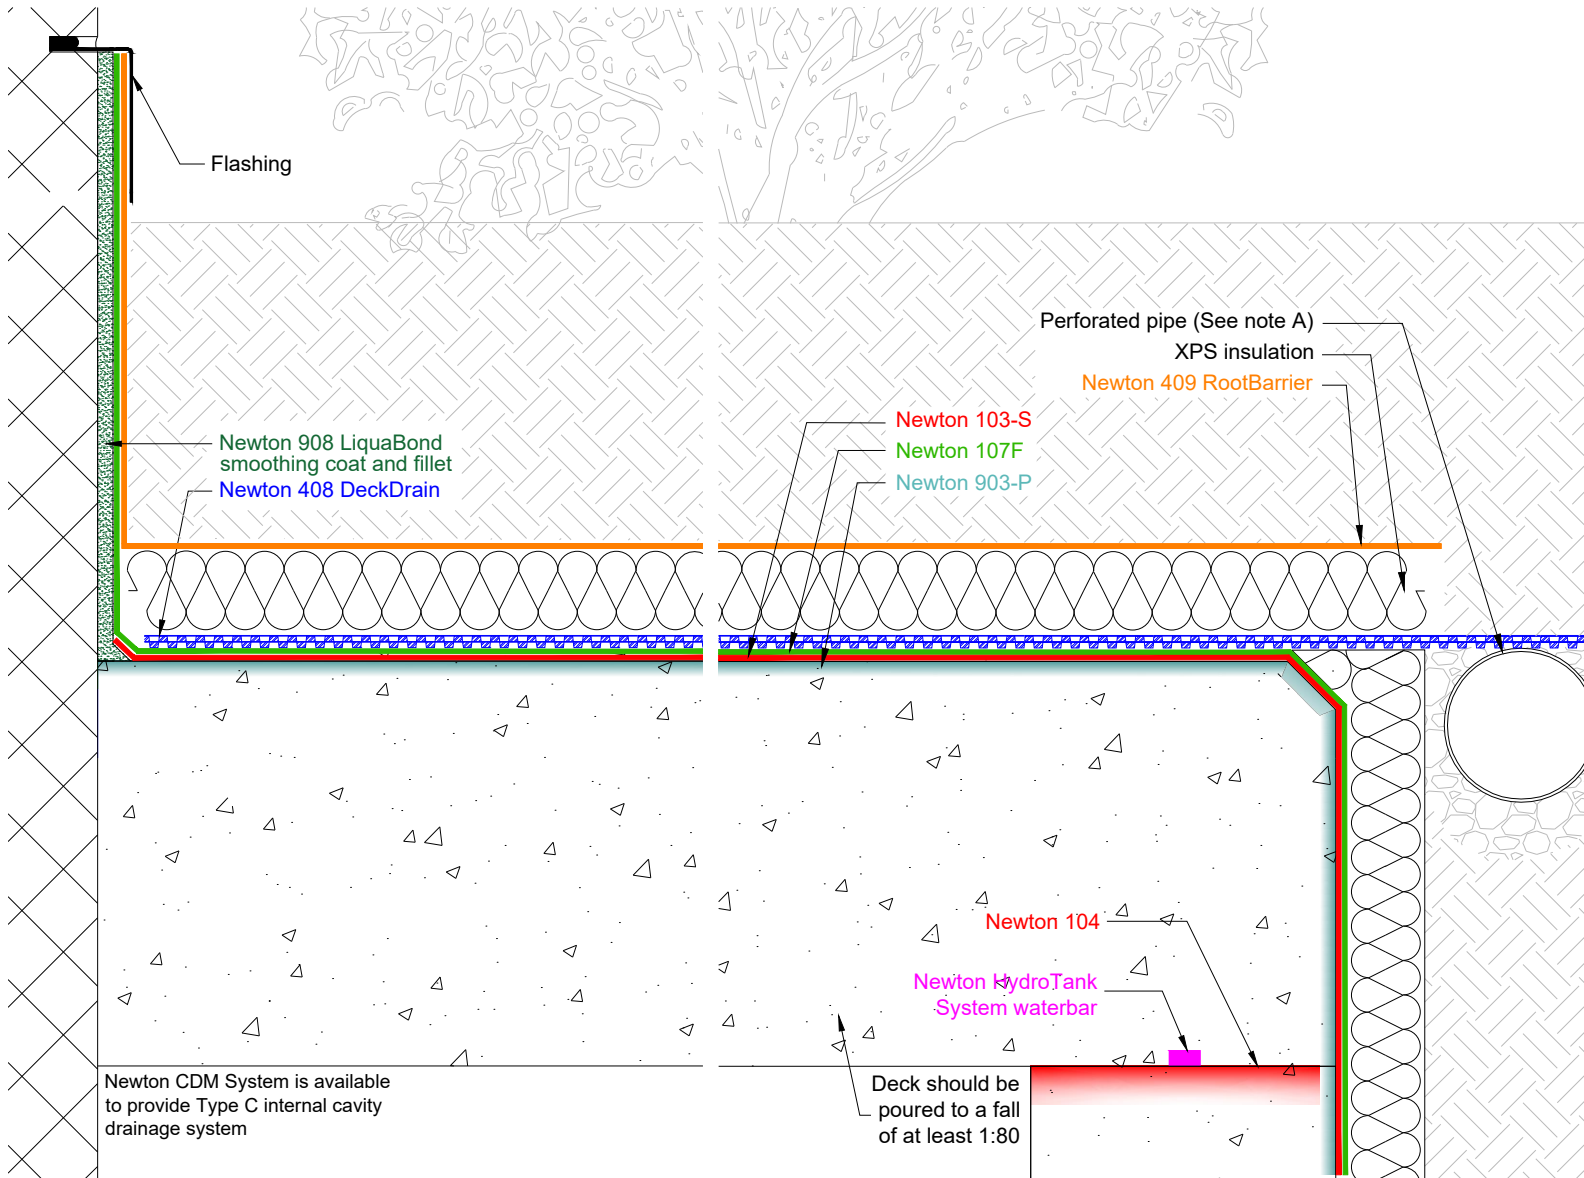 Flashing
Perforated pipe (See note A)
XPS insulation
Newton 409 RootBarrier
Newton 103-S
Newton 107F
Newton 903-P
Newton 908 LiquaBond
smoothing coat and fillet
Newton 408 DeckDrain
Newton 104
Newton HydroTank
System waterbar
Newton CDM System is available
to provide Type C internal cavity
drainage system
Deck should be
poured to a fall
of at least 1:80